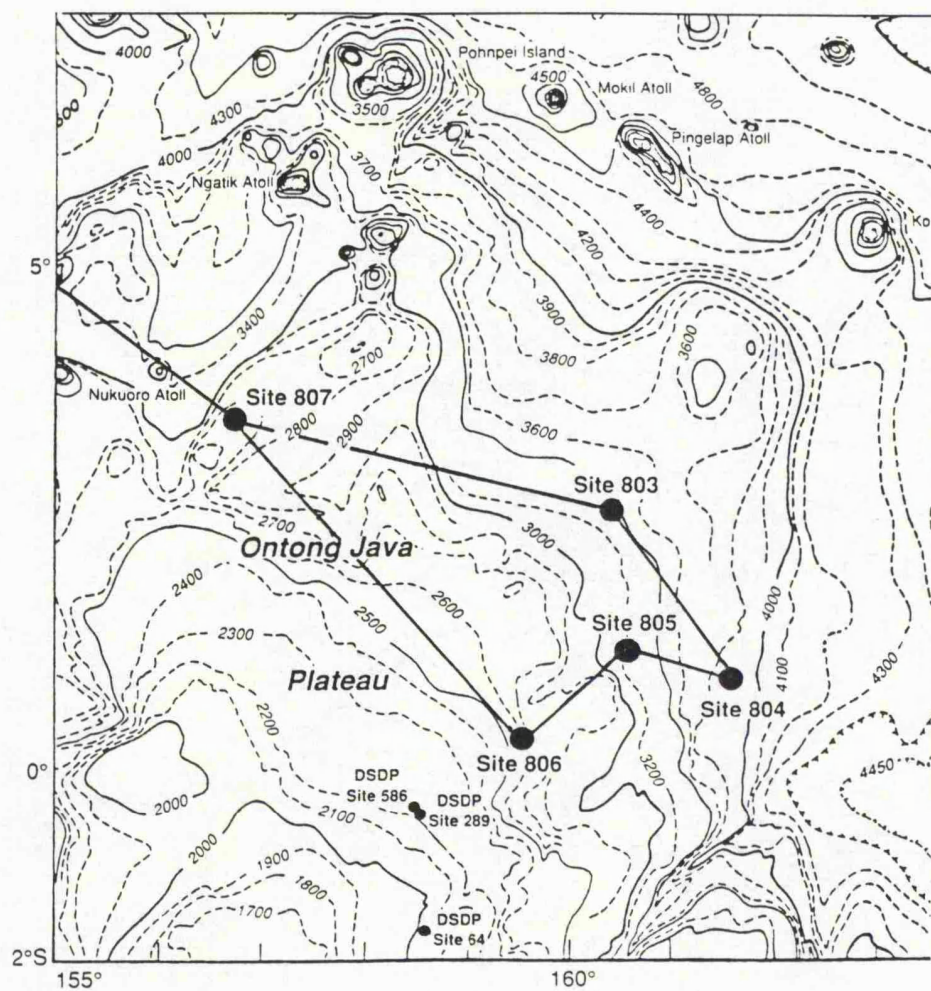 4000
Pohnpei Island
4500
Mokil Atoll
4800
4300
3500
Pingelap Atoll
4000
3700
Ngatik Atoll
4400
Ko
4200
5°
3900
3400
3600
3800
2700
Nukuoro Atoll
Site 807
2800
2900
3600
Site 803
2700
3000
Ontong Java
2400
4000
2600
2500
Site 805
2300
4100
4300
Plateau
Site 804
2200
Site 806
0°
3200
4450
DSDP
Site 586
DSDP
Site 289
2000
2100
2000
1900
1800
1700
DSDP
Site 64
2°S
155°
160°